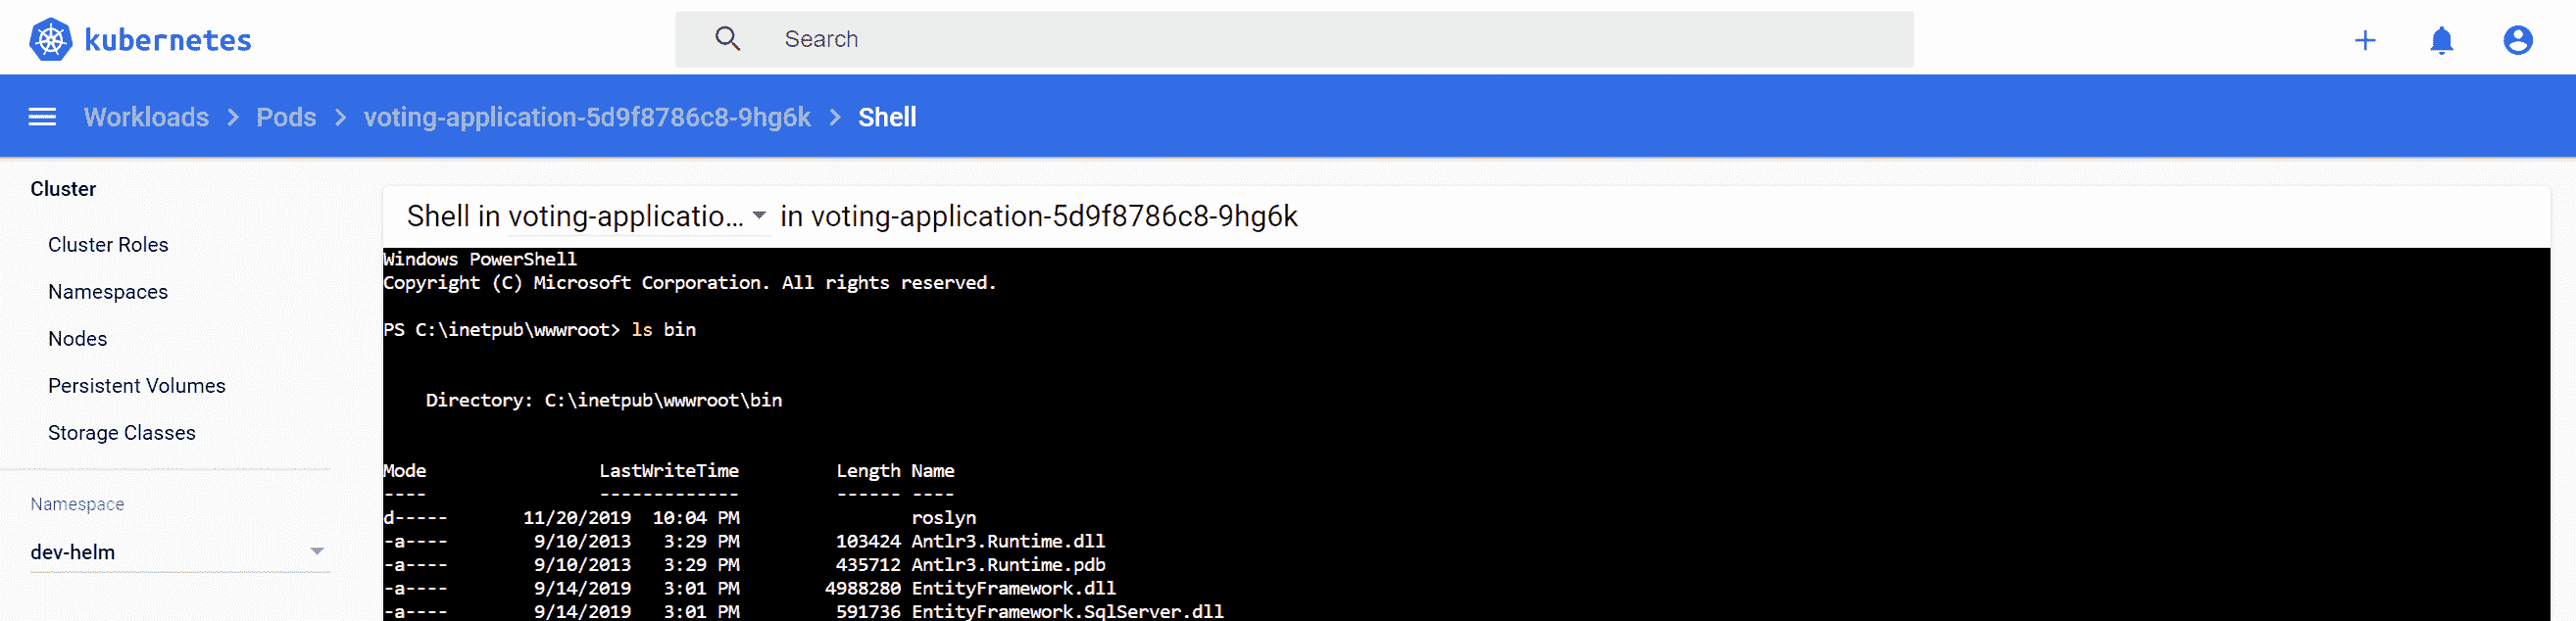 kubernetes
Search
Workloads > Pods > voting-application-5d9f8786c8-9hg6k > Shell
Cluster
Cluster Roles
Namespaces
Nodes
Persistent Volumes
Storage Classes
Namespace
dev-helm
Shell in voting-applicatio... in voting-application-5d9f8786c8-9hg6k
Windows PowerShell
Copyright (C) Microsoft Corporation. All rights reserved.
PS C:\inetpub\wwwroot> ls bin
Directory: C:\inetpub\wwwroot\bin
Mode LastWriteTime Length Name
---- ------------- ------ ----
d----- 11/20/2019 10:04 PM roslyn
-a---- 9/10/2013 3:29 PM 103424 Antlr3.Runtime.dll
-a---- 9/10/2013 3:29 PM 435712 Antlr3.Runtime.pdb
-a---- 9/14/2019 3:01 PM 4988280 EntityFramework.dll
-a---- 9/14/2019 3:01 PM 591736 EntityFramework.SqlServer.dll